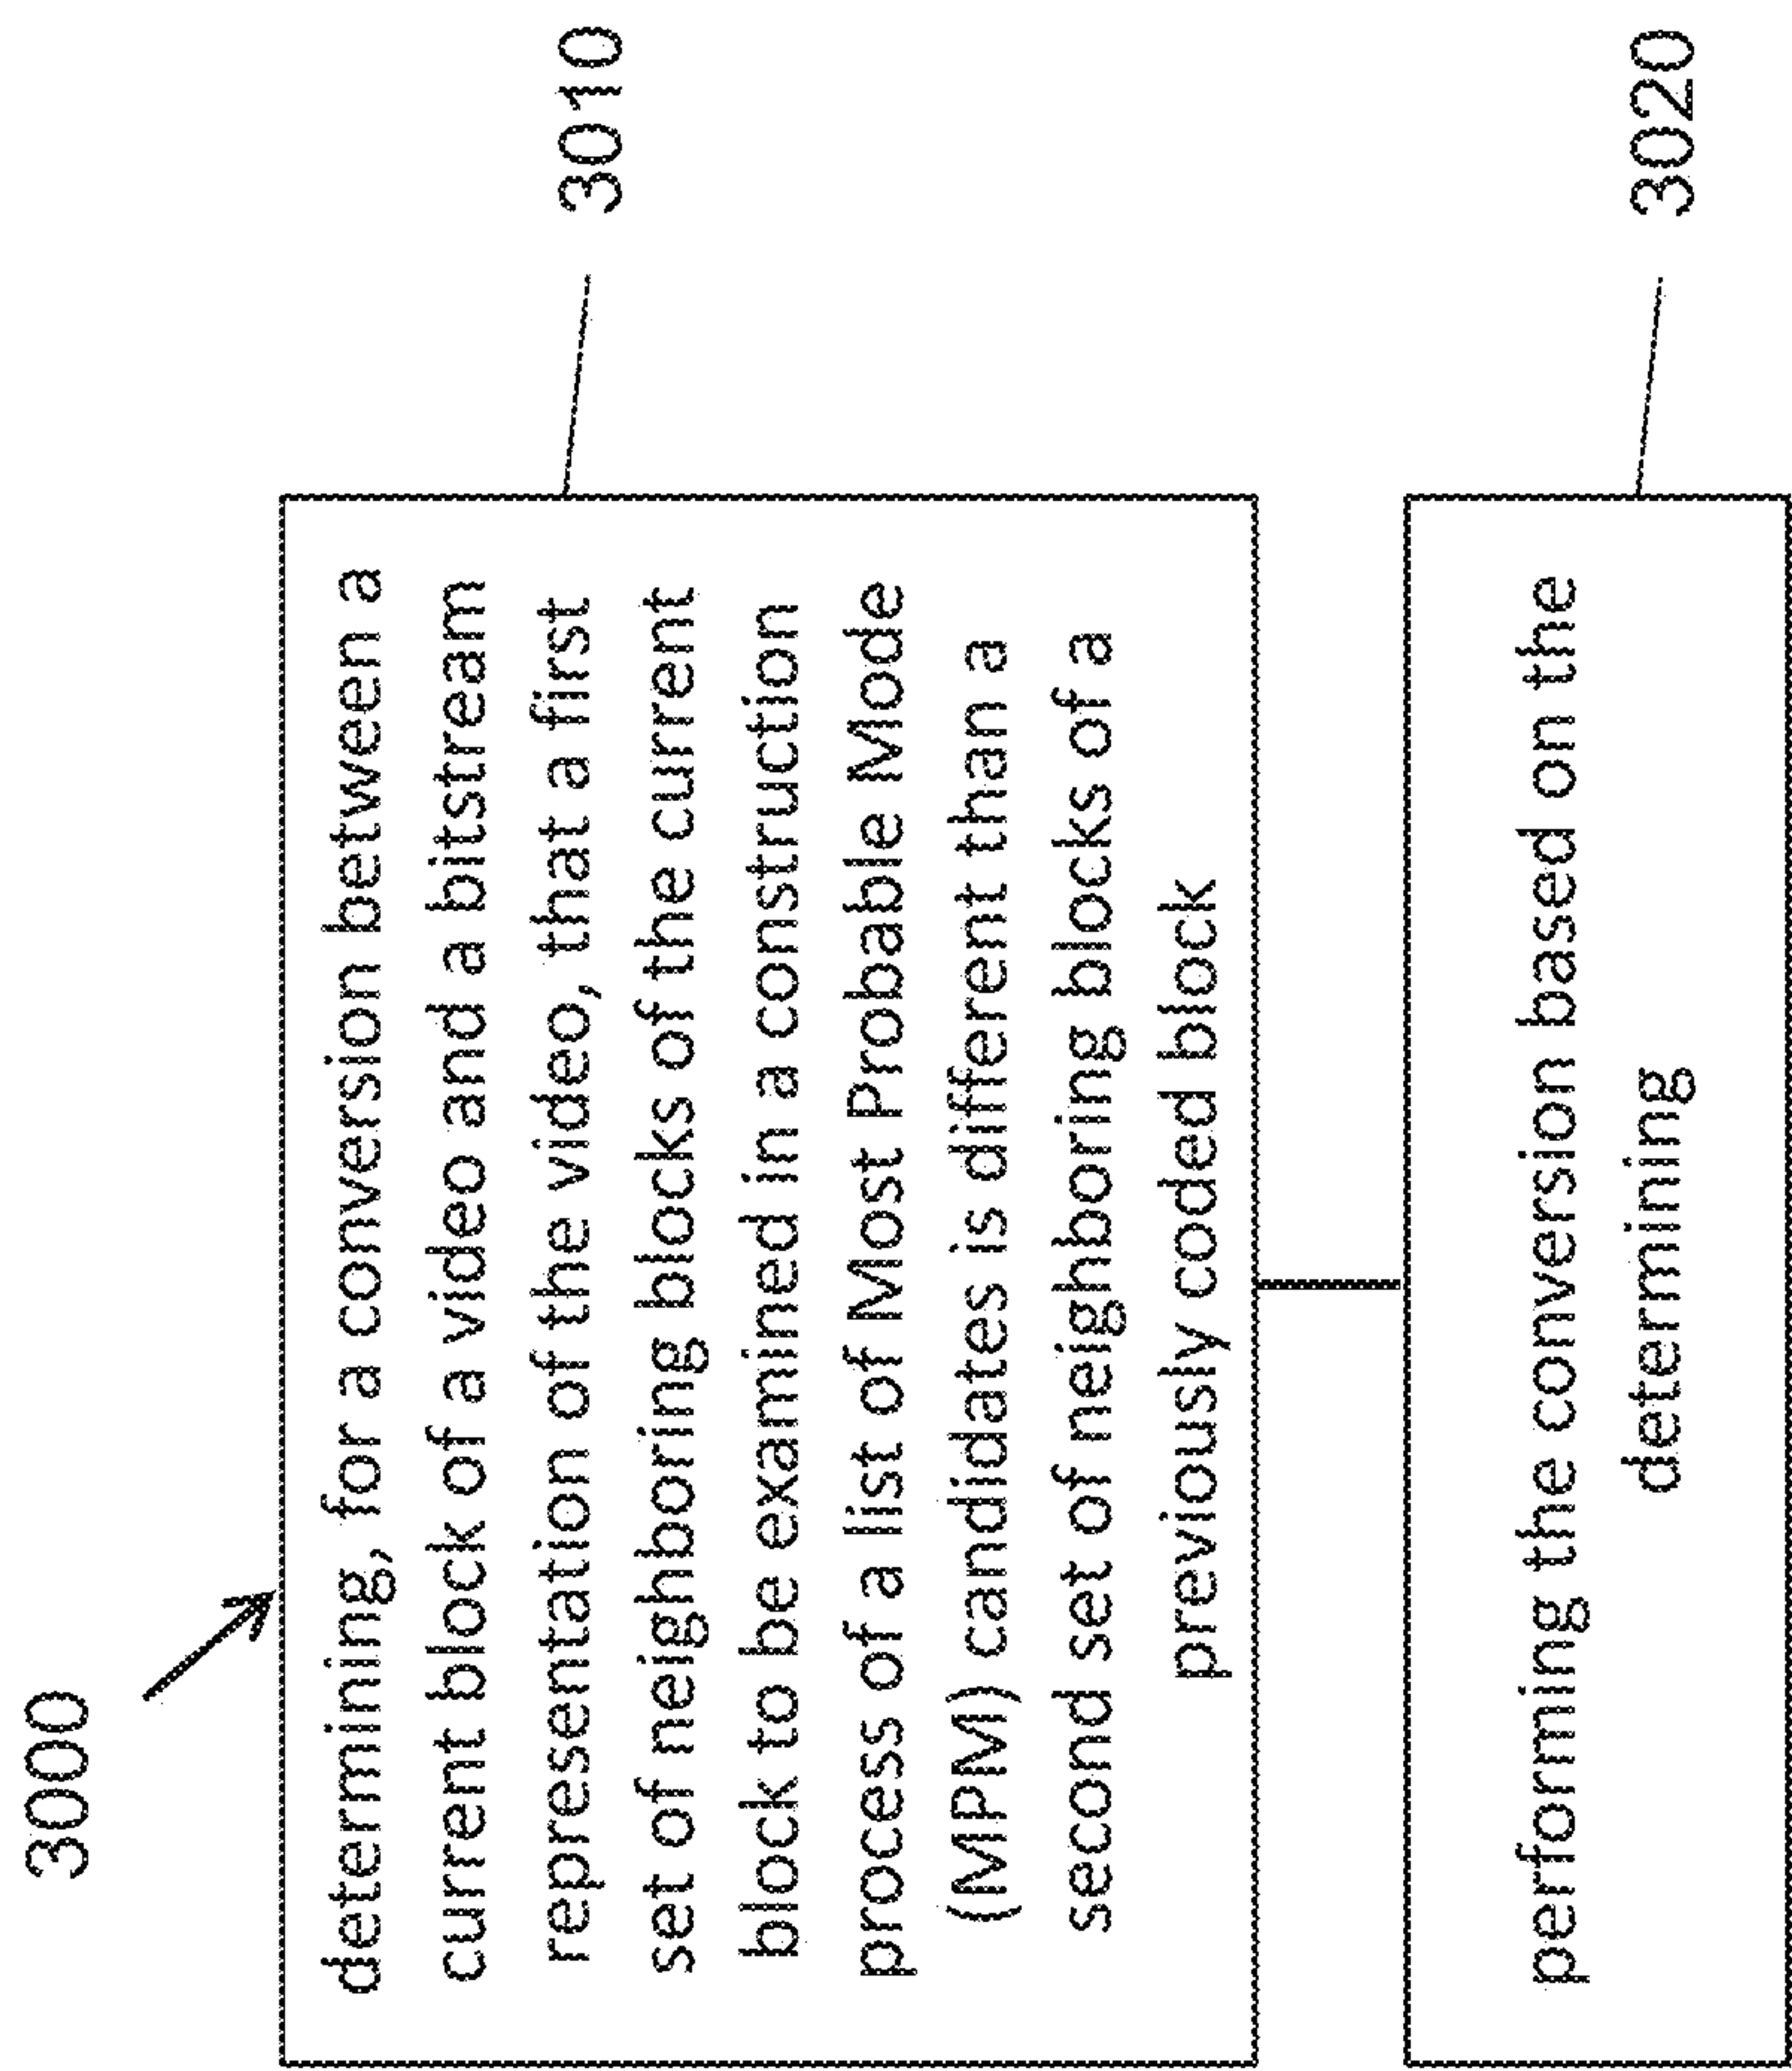 3000
determining, for a conversion between a
current block of a video and a bitstream
representation of the video, that a first
set of neighboring blocks of the current
block to be examined in a construction
process of a list of Most Probable Mode
(MPM) candidates is different than a
second set of neighboring blocks of a
previously coded block
3010
performing the conversion based on the
determining
3020